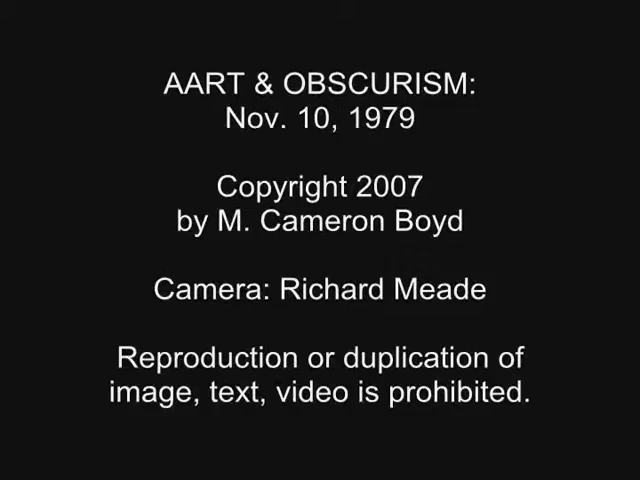 AART & OBSCURISM:
Nov. 10, 1979
Copyright 2007
by M. Cameron Boyd
Camera: Richard Meade
Reproduction or duplication of
image, text, video is prohibited.